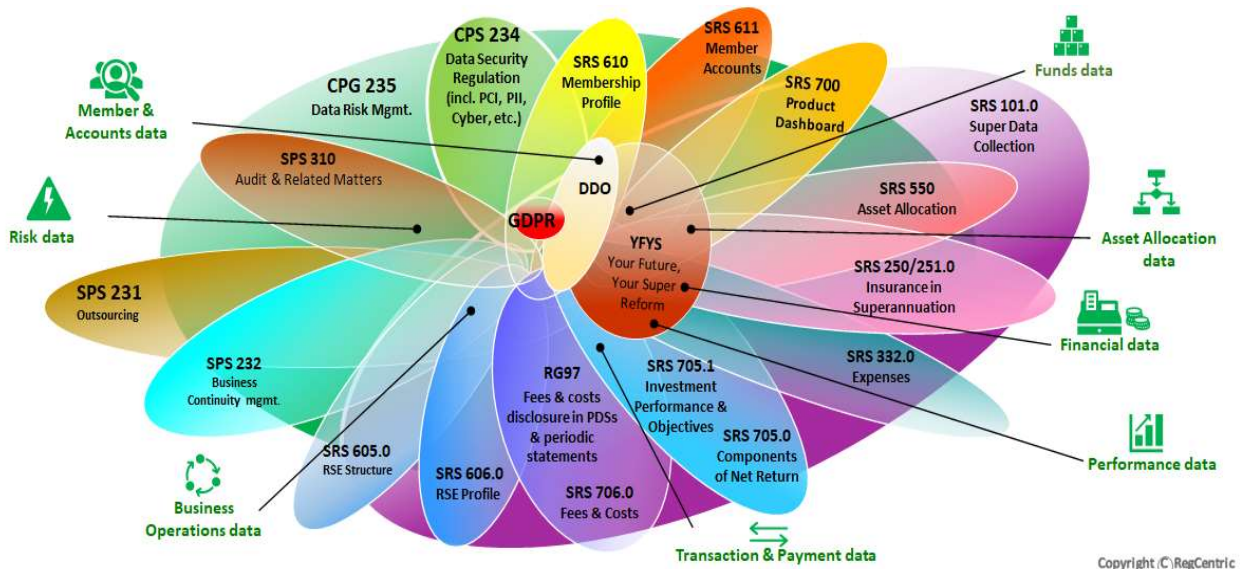 CPS 234
Data Security
Regulation
(incl. PCI, PII,
Cyber, etc.)
SRS 610
Membership
Profile
SRS 611
Member
Accounts
Funds data
CPG 235
Data Risk Mgmt.
SRS 700
Product
Dashboard
Member &
Accounts data
SRS 101.0
Super Data
Collection
SPS 310
Audit & Related Matters
DDO
SRS 550
Asset Allocation
GDPR
Risk data
YFYS
Your Future,
Your Super
Reform
Asset Allocation
data
SRS 250/251.0
Insurance in
Superannuation
SPS 231
Outsourcing
Financial data
SPS 232
Business
Continuity mgmt.
RG97
Fees & costs
disclosure in PDSs
& periodic
statements
SRS 705.1
Investment
Performance &
Objectives
SRS 332.0
Expenses
SRS 605.0
RSE Structure
SRS 606.0
RSE Profile
SRS 705.0
Components
of Net Return
Performance data
SRS 706.0
Fees & Costs
Business
Operations data
Transaction & Payment data
Copyright (C) RegCentric